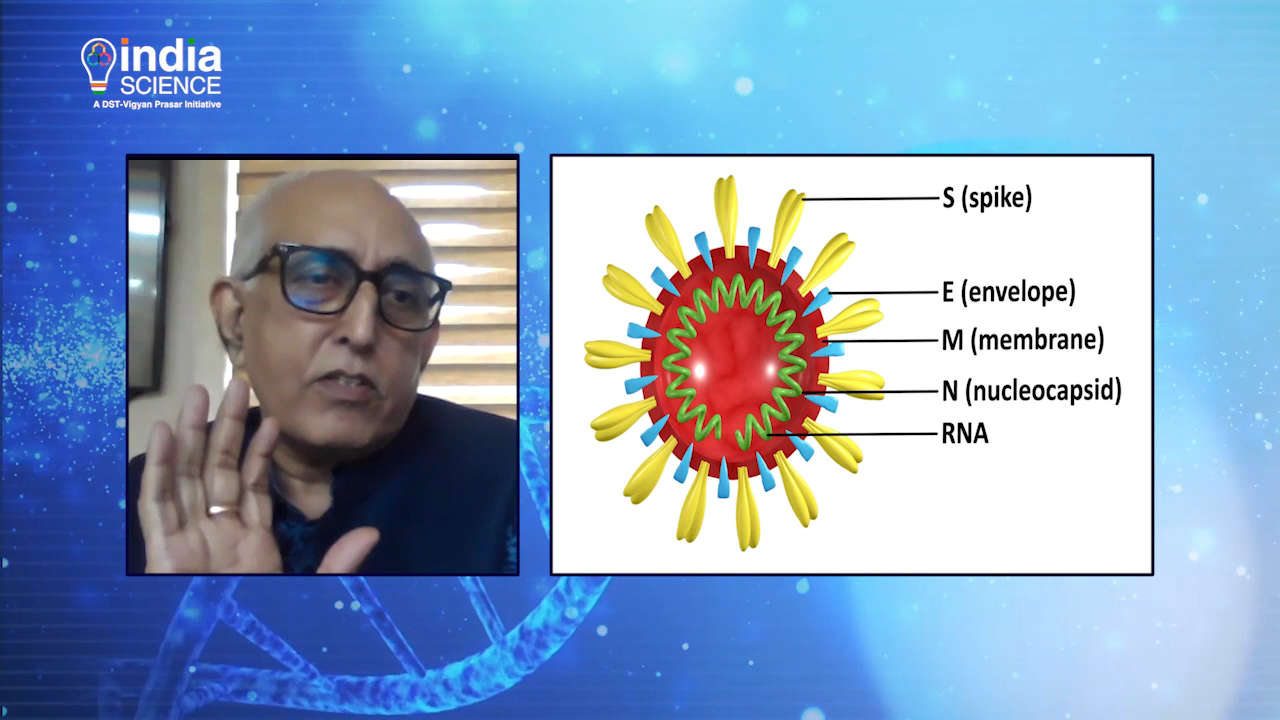 india
SCIENCE
A DST-Vigyan Prasar Initiative
S (spike)
E (envelope)
M (membrane)
N (nucleocapsid)
RNA